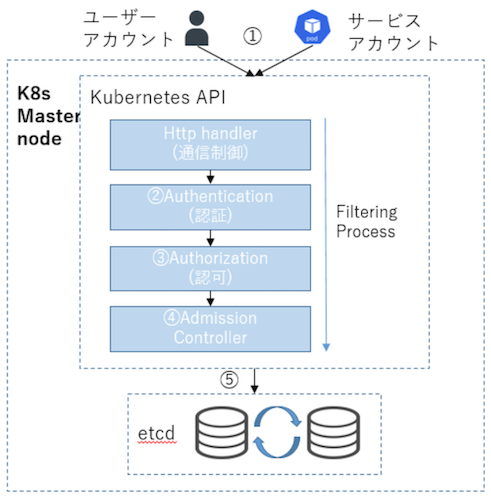 ユーザー
アカウント
①
pod
サービス
アカウント
K8s
Master
node
Kubernetes API
Http handler
(通信制御)
②Authentication
(認証)
③Authorization
(認可)
④Admission
Controller
Filtering
Process
⑤
etcd